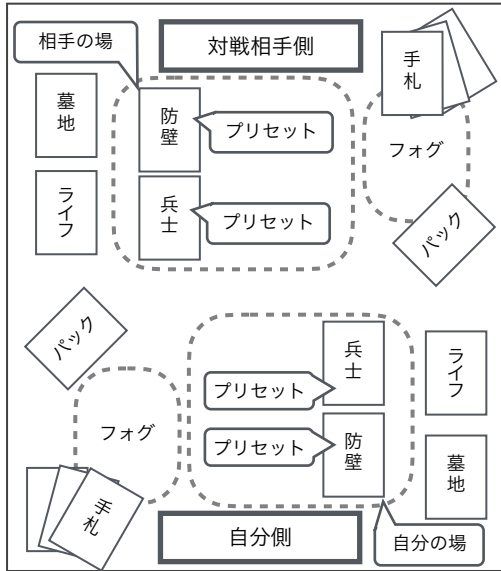 相手の場
対戦相手側
手札
墓地
防壁
プリセット
フォグ
ライフ
兵士
プリセット
パック
パック
兵士
ライフ
プリセット
フォグ
プリセット
防壁
墓地
手札
自分側
自分の場